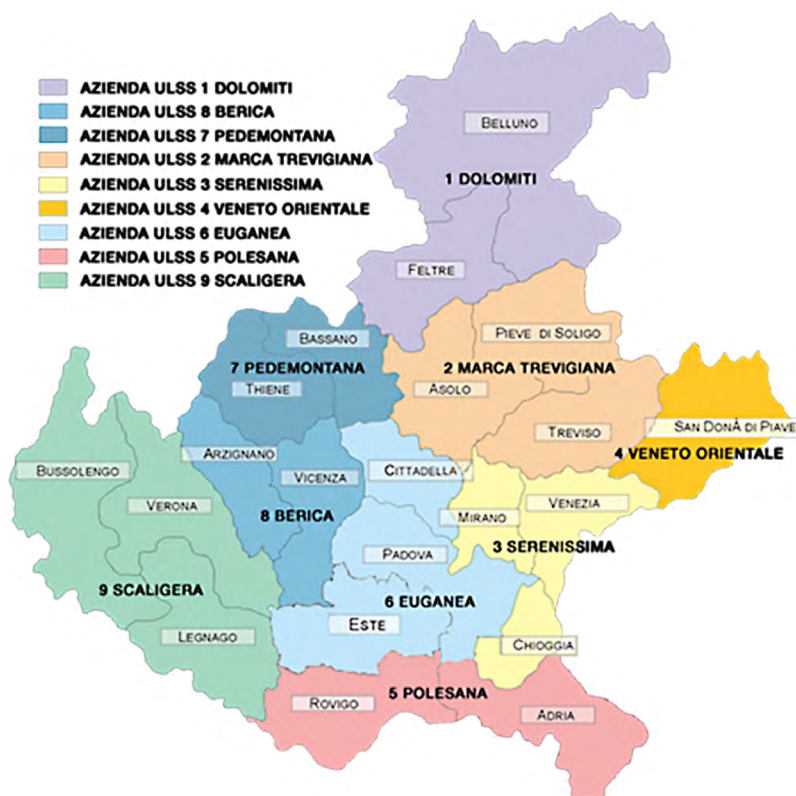 AZIENDA ULSS 1 DOLOMITI
AZIENDA ULSS 8 BERICA
AZIENDA ULSS 7 PEDEMONTANA
AZIENDA ULSS 2 MARCA TREVIGIANA
AZIENDA ULSS 3 SERENISSIMA
AZIENDA ULSS 4 VENETO ORIENTALE
AZIENDA ULSS 6 EUGANEA
AZIENDA ULSS 5 POLESANA
AZIENDA ULSS 9 SCALIGERA
BELLUNO
1 DOLOMITI
FELTRE
BASSANO
PIEVE DI SOLIGO
7 PEDEMONTANA
2 MARCA TREVIGIANA
THIENE
ASOLO
TREVISO
SAN DONÀ DI PIAVE
4 VENETO ORIENTALE
ARZIGNANO
BUSSOLENGO
VICENZA
CITTADELLA
VERONA
VENEZIA
8 BERICA
MIRANO
3 SERENISSIMA
PADOVA
9 SCALIGERA
6 EUGANEA
ESTE
LEGNAGO
CHIOGGIA
5 POLESANA
ROVIGO
ADRIA